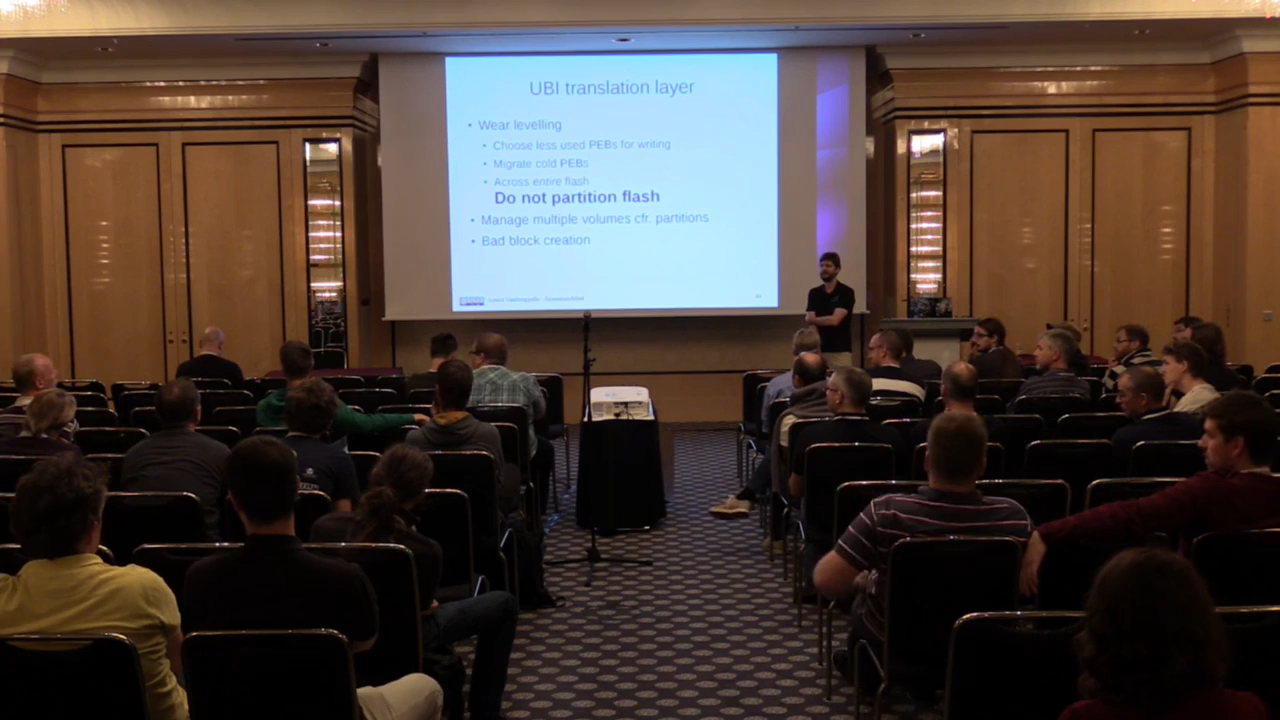 UBI translation layer
• Wear levelling
• Choose less used PEBs for writing
• Migrate cold PEBs
• Across entire flash
Do not partition flash
• Manage multiple volumes cfr. partitions
• Bad block creation